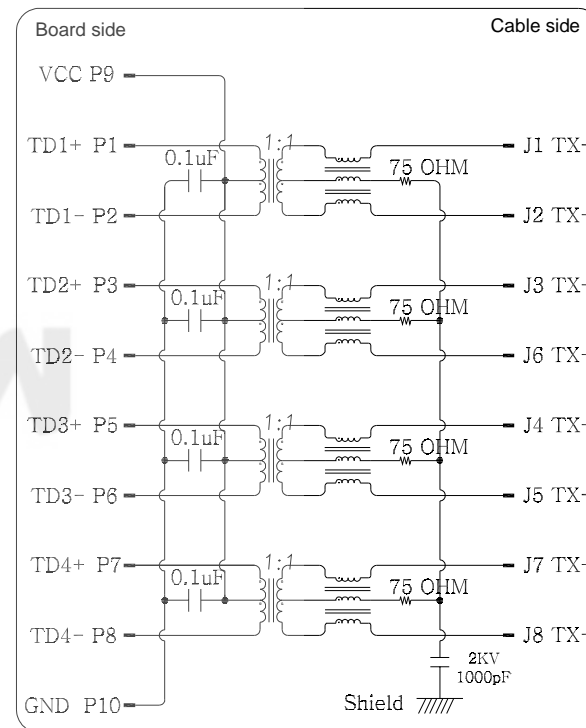 Board side Cable side
VCC P9
TD1+ P1 1:1 J1 TX-
0.1uF 75 OHM
TD1- P2 J2 TX-
TD2+ P3 1:1 J3 TX-
0.1uF 75 OHM
TD2- P4 J6 TX-
TD3+ P5 1:1 J4 TX-
0.1uF 75 OHM
TD3- P6 J5 TX-
TD4+ P7 1:1 J7 TX-
0.1uF 75 OHM
TD4- P8 J8 TX-
2KV
1000pF
GND P10 Shield